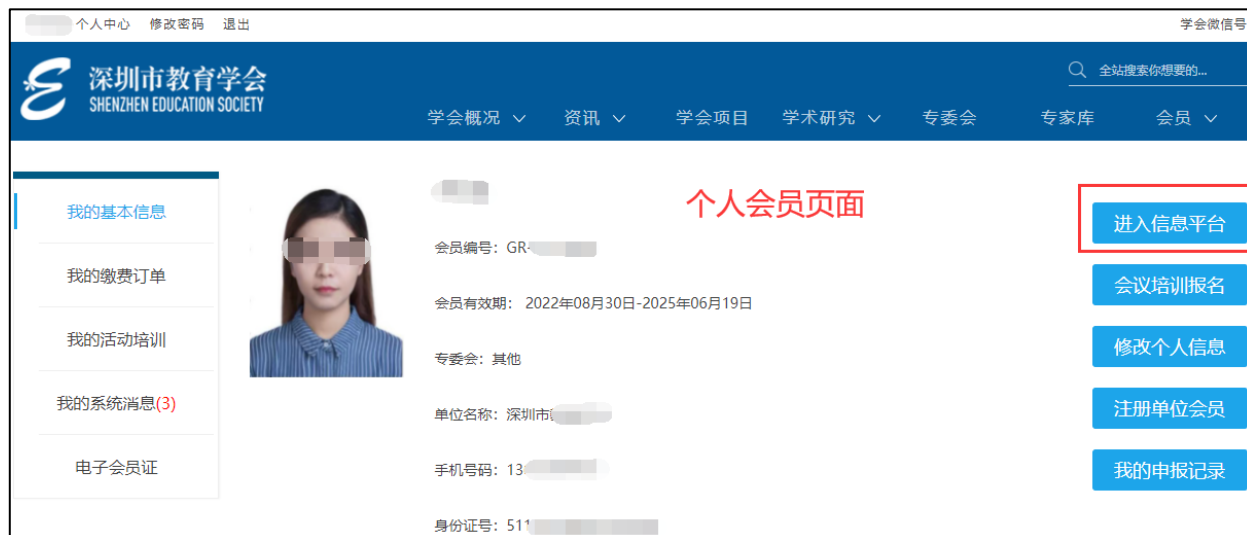 个人中心 修改密码 退出 学会微信号
深圳市教育学会
SHENZHEN EDUCATION SOCIETY
全站搜索你想要的...
学会概况 资讯 学会项目 学术研究 专委会 专家库 会员
我的基本信息
我的缴费订单
我的活动培训
我的系统消息(3)
电子会员证
个人会员页面
会员编号：GR-
会员有效期： 2022年08月30日-2025年06月19日
专委会：其他
单位名称：深圳市
手机号码：13
身份证号：511
进入信息平台
会议培训报名
修改个人信息
注册单位会员
我的申报记录